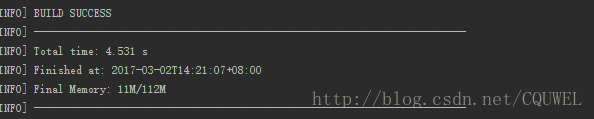 INFO] BUILD SUCCESS
INFO] ------------------------------------------------------------------------
INFO] Total time: 4.531 s
INFO] Finished at: 2017-03-02T14:21:07+08:00
INFO] Final Memory: 11M/112M
http://blog.csdn.net/CQUWEL
INFO] ------------------------------------------------------------------------